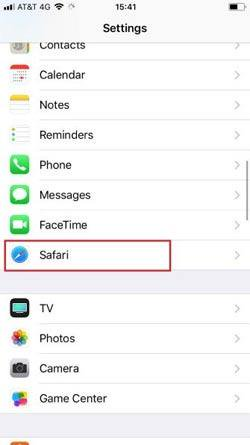 AT&T 4G 15:41
Settings
Contacts
Calendar
Notes
Reminders
Phone
Messages
FaceTime
Safari
TV
Photos
Camera
Game Center